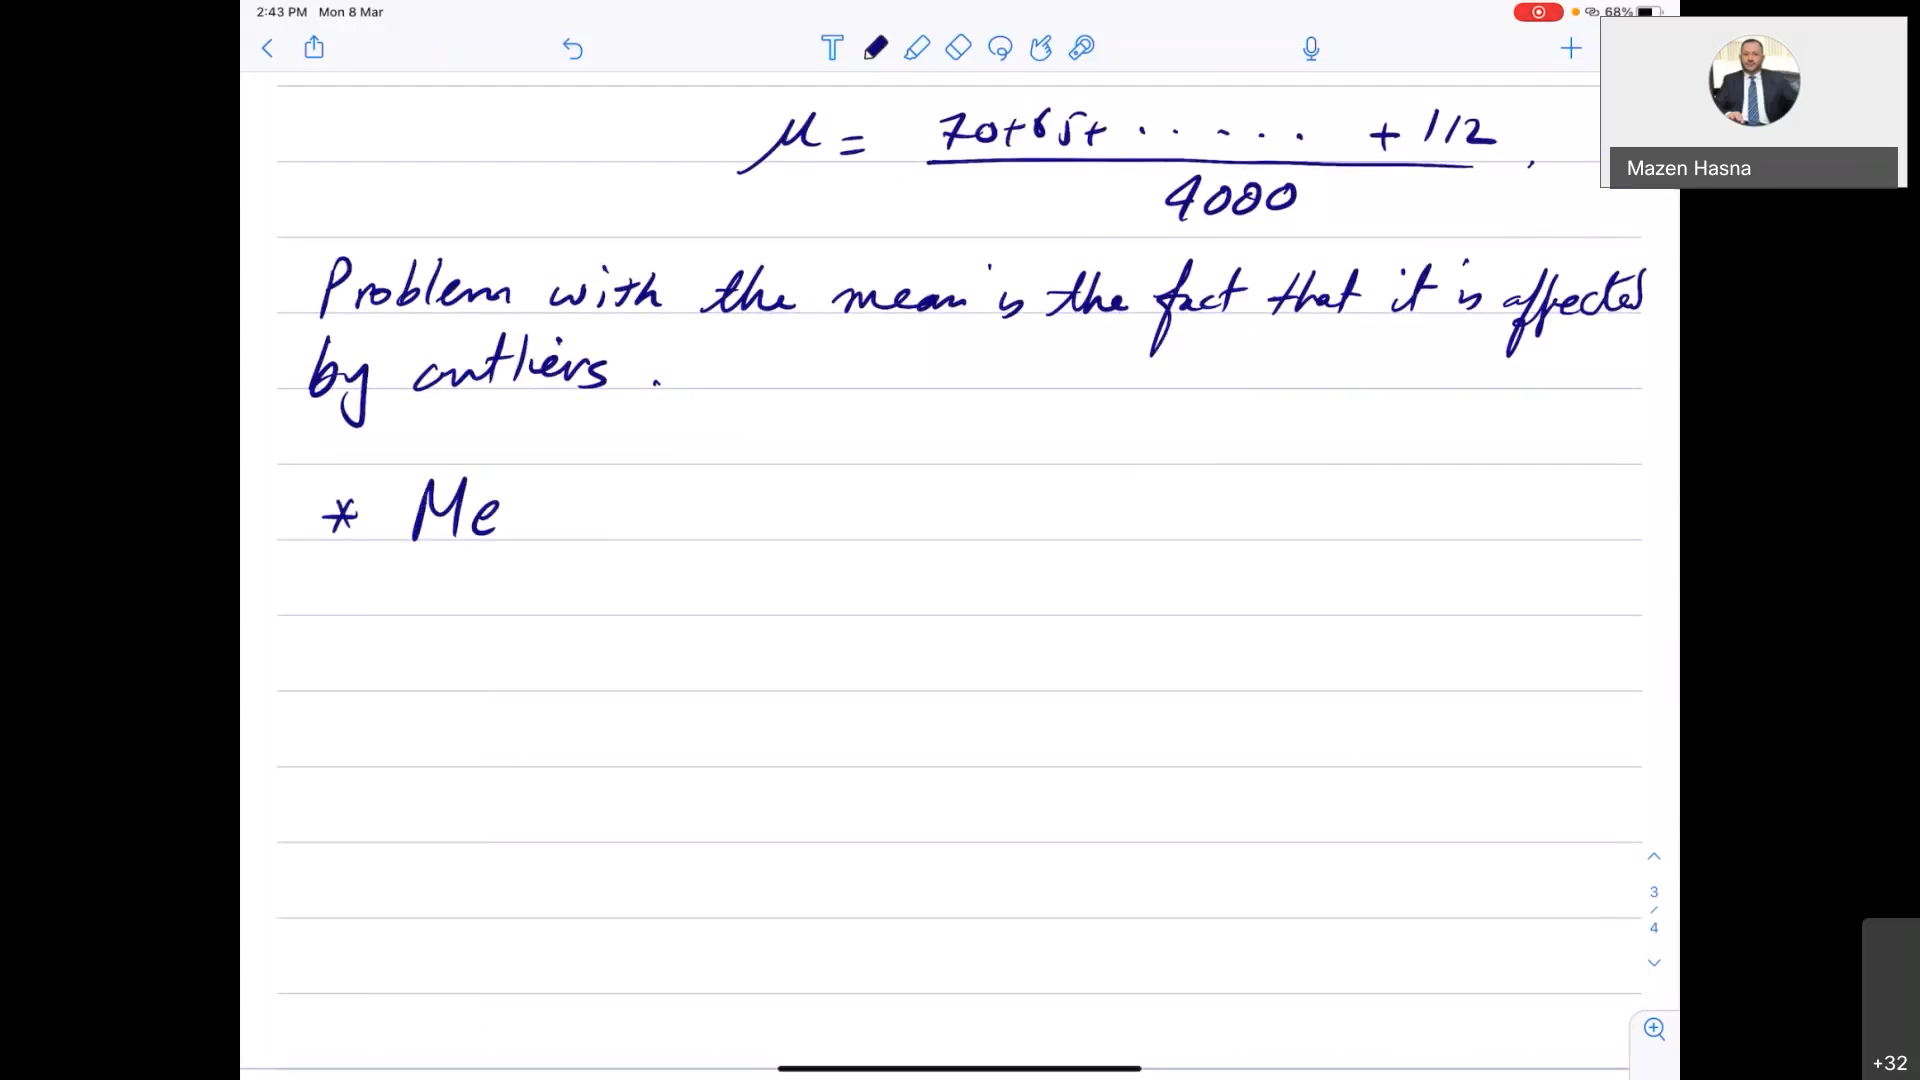 2:43 PM Mon 8 Mar
68%
Mazen Hasna
μ = 70+65+ ...... + 112
4000
Problem with the mean is the fact that it is affected
by outliers.
* Me
3
/
4
+32